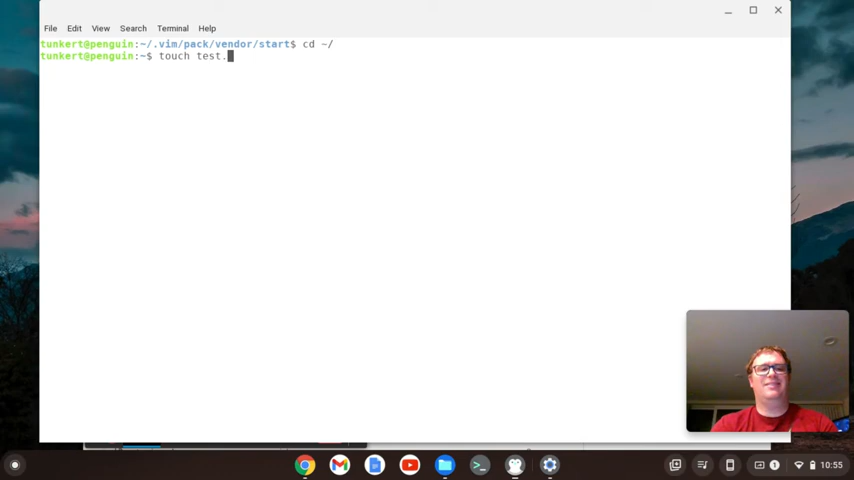 File Edit View Search Terminal Help
tunkert@penguin:~/.vim/pack/vendor/start$ cd ~/
tunkert@penguin:~$ touch test.
1 10:55